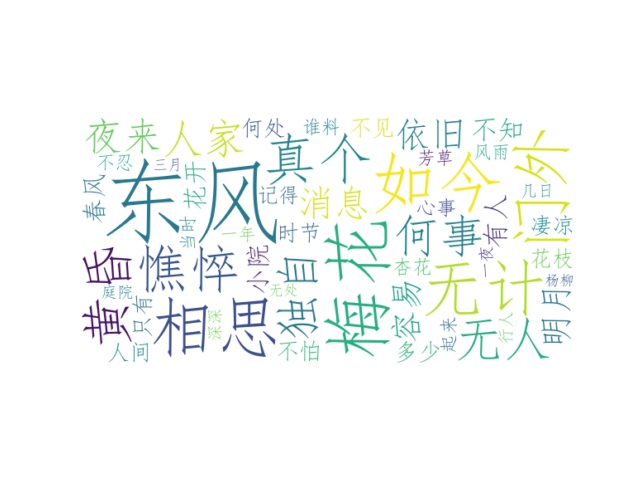 夜来
人家
何处
谁料
不见
依旧
不知
门外
不忍
三月
真个
芳草
风雨
春风
东风
花开
记得
消息
如今
心事
几日
当时
一年
时节
梅花
何事
有人
凄凉
黄昏
憔悴
小院
独自
杏花
无计
一夜
花枝
庭院
只有
相思
深深
无处
容易
明月
杨柳
人间
不怕
多少
起来
无人
行人